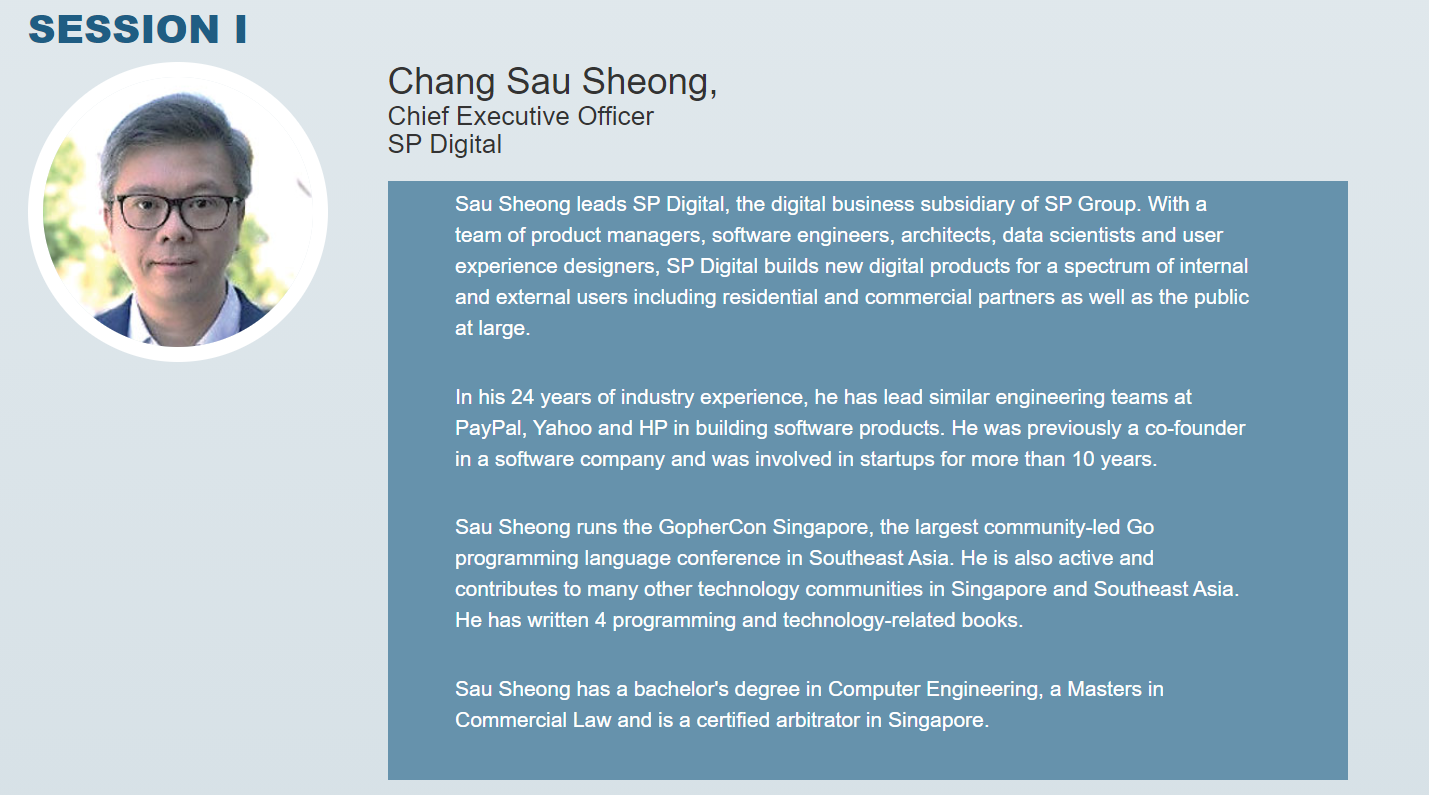 SESSION I
Chang Sau Sheong,
Chief Executive Officer
SP Digital
Sau Sheong leads SP Digital, the digital business subsidiary of SP Group. With a
team of product managers, software engineers, architects, data scientists and user
experience designers, SP Digital builds new digital products for a spectrum of internal
and external users including residential and commercial partners as well as the public
at large.
In his 24 years of industry experience, he has lead similar engineering teams at
PayPal, Yahoo and HP in building software products. He was previously a co-founder
in a software company and was involved in startups for more than 10 years.
Sau Sheong runs the GopherCon Singapore, the largest community-led Go
programming language conference in Southeast Asia. He is also active and
contributes to many other technology communities in Singapore and Southeast Asia.
He has written 4 programming and technology-related books.
Sau Sheong has a bachelor's degree in Computer Engineering, a Masters in
Commercial Law and is a certified arbitrator in Singapore.